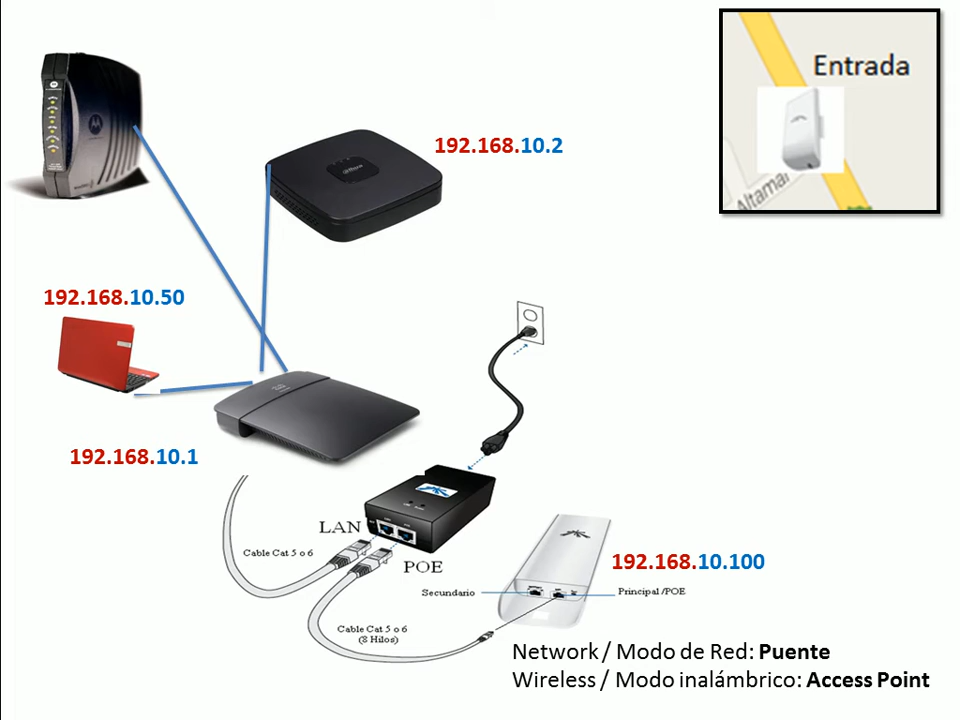 Entrada
Altamar
192.168.10.2
192.168.10.50
192.168.10.1
LAN
Cable Cat 5 o 6
POE
192.168.10.100
Secundario
Principal /POE
Cable Cat 5 o 6
(8 Hilos)
Network / Modo de Red: Puente
Wireless / Modo inalámbrico: Access Point